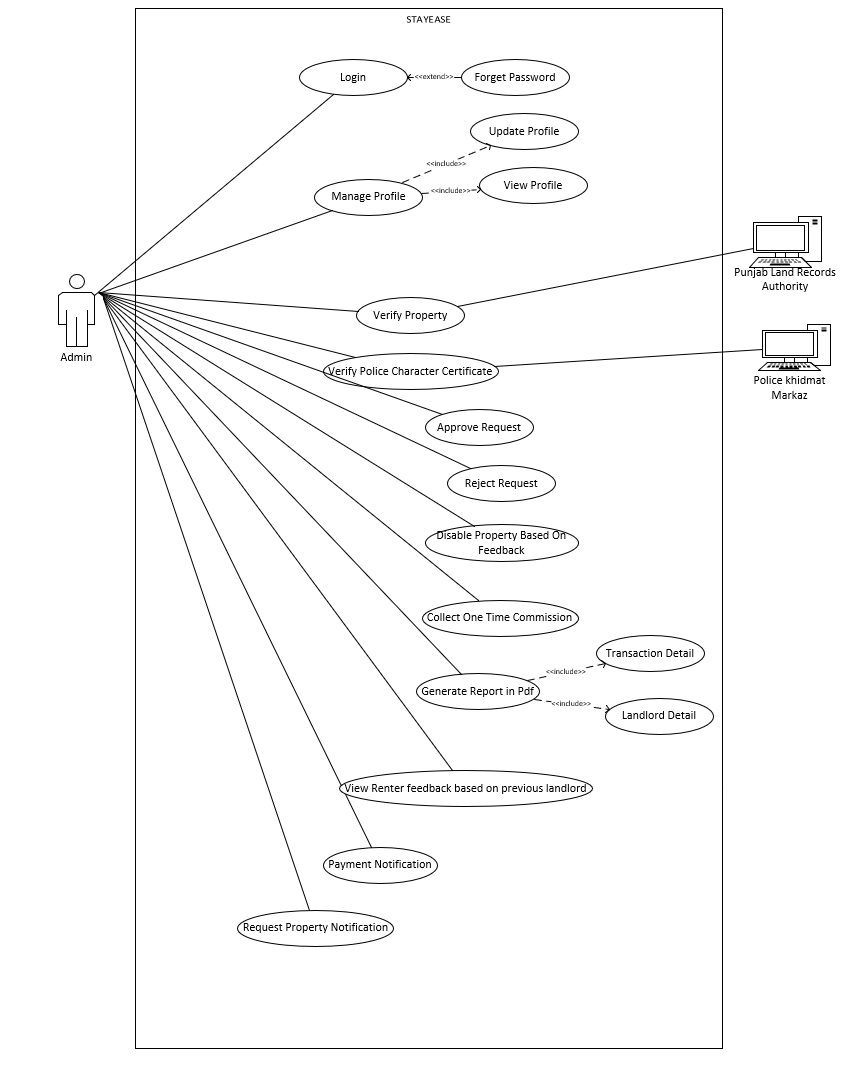 STAYEASE
Login
<<extend>>
Forget Password
Update Profile
<<include>>
View Profile
<<include>>
Manage Profile
Punjab Land Records
Authority
Verify Property
Admin
Verify Police Character Certificate
Police khidmat
Markaz
Approve Request
Reject Request
Disable Property Based On
Feedback
Collect One Time Commission
Transaction Detail
<<include>>
Generate Report in Pdf
<<include>>
Landlord Detail
View Renter feedback based on previous landlord
Payment Notification
Request Property Notification